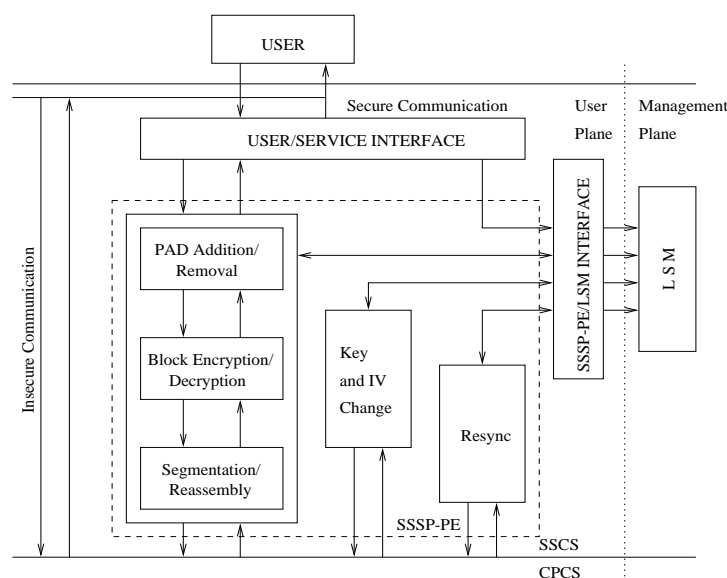 USER
Secure Communication
User
Plane
Management
Plane
USER/SERVICE INTERFACE
Insecure Communication
PAD Addition/
Removal
Block Encryption/
Decryption
Segmentation/
Reassembly
Key
and IV
Change
Resync
SSSP-PE/LSM INTERFACE
L S M
SSSP-PE
SSCS
CPCS